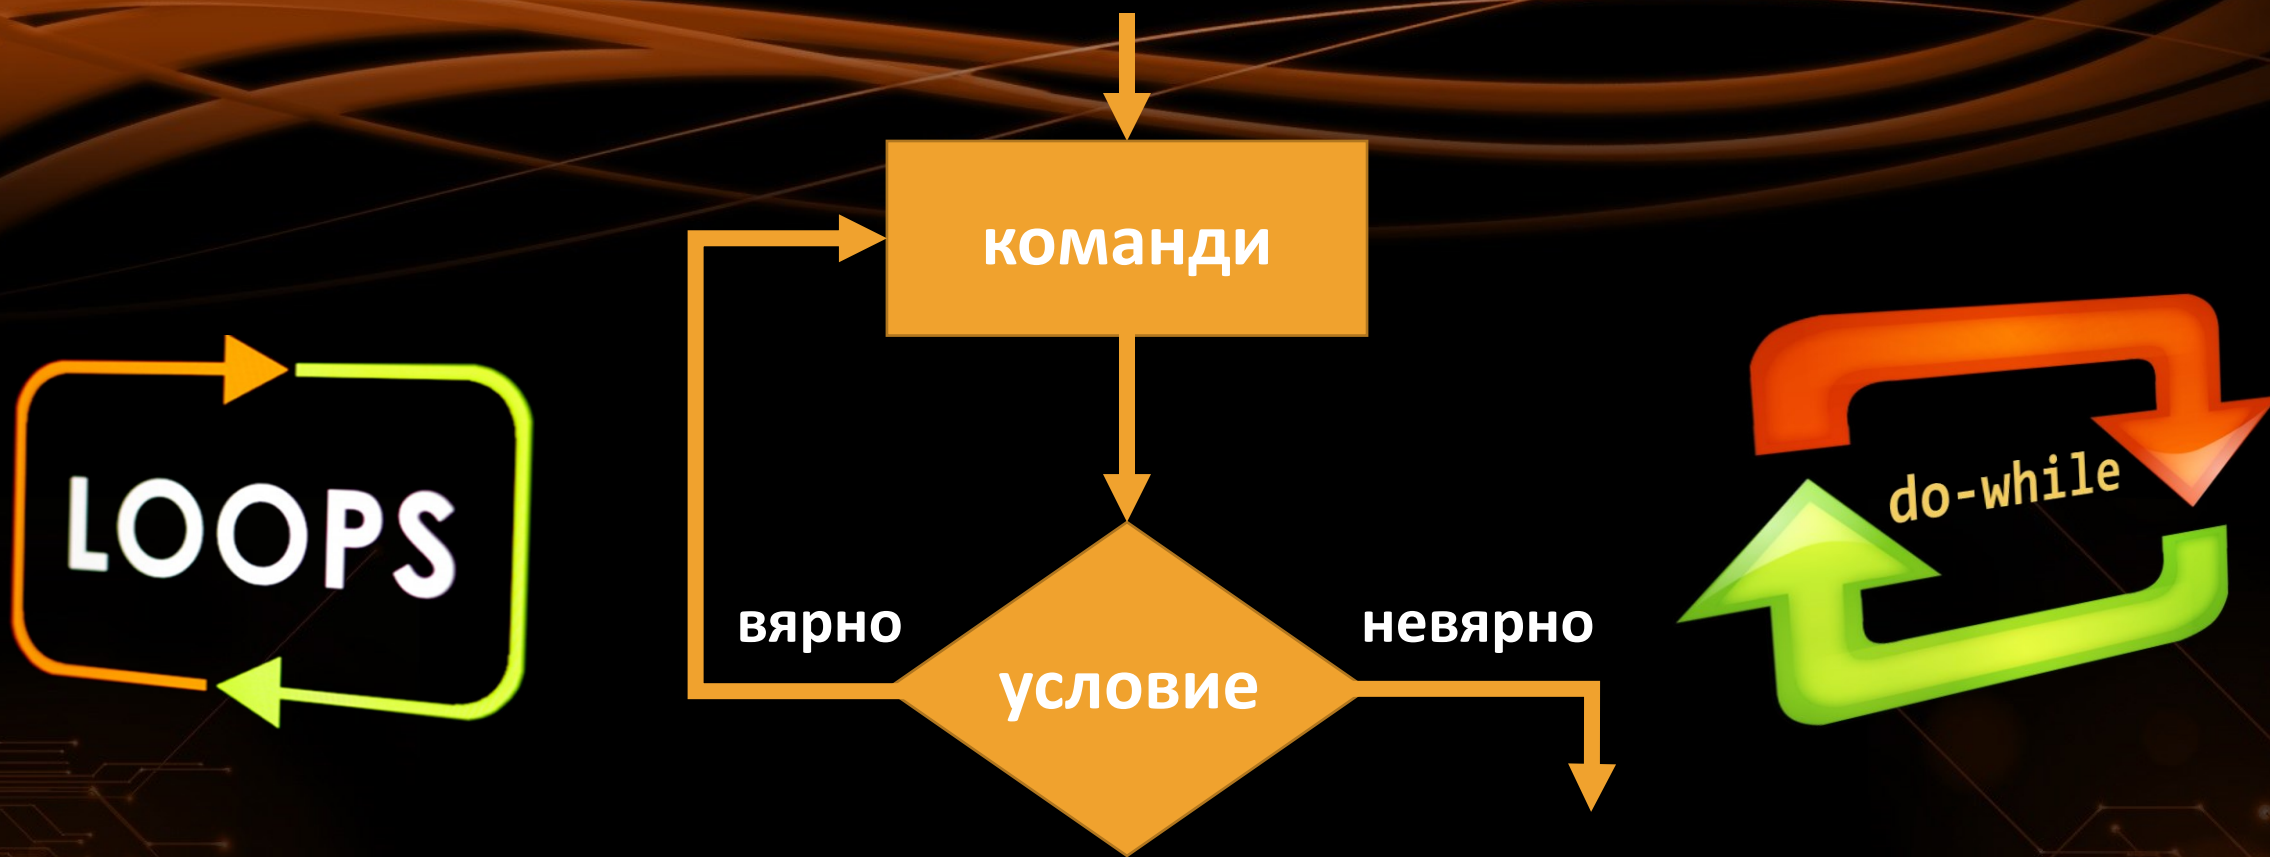 команди
LOOPS
do-while
вярно
невярно
условие